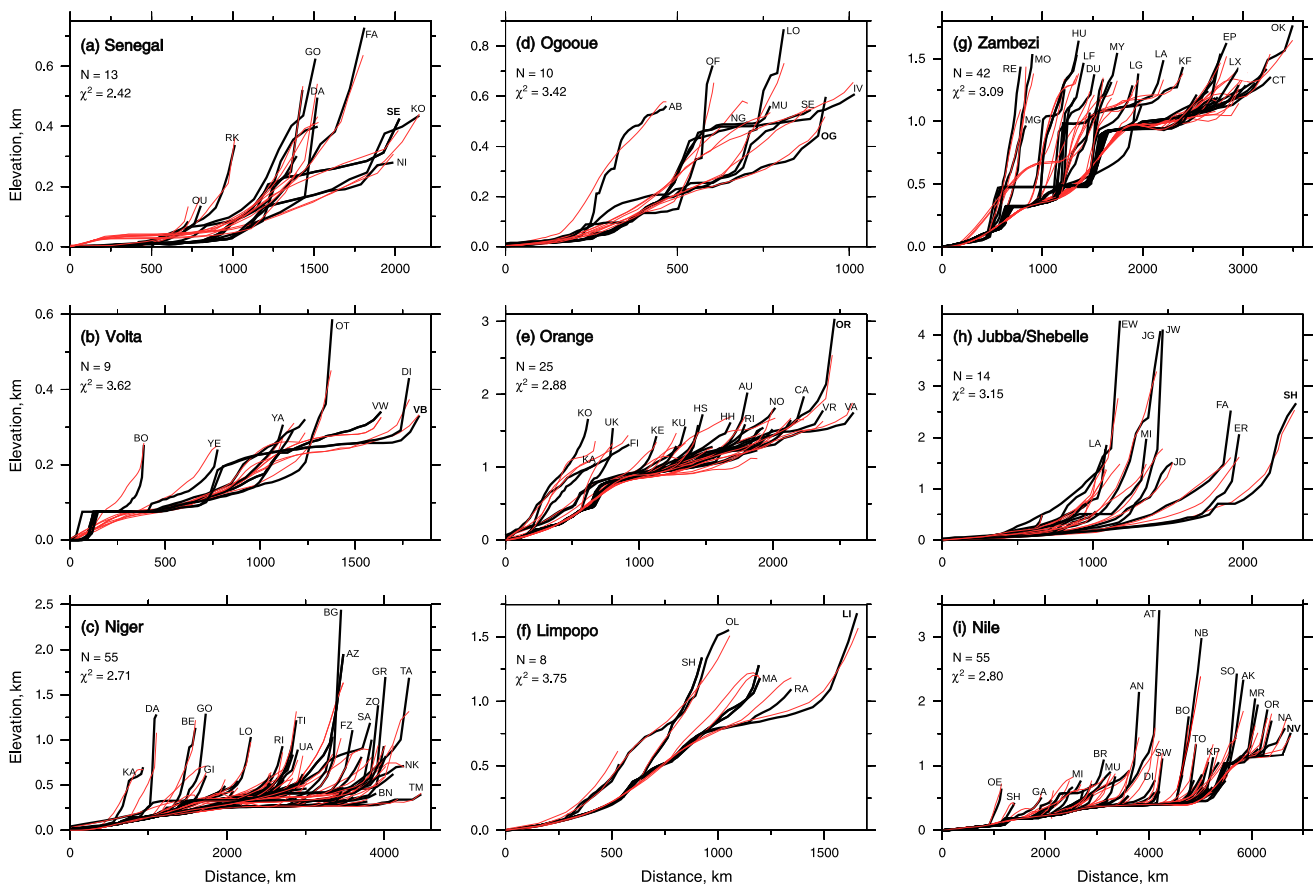 (a) Senegal
N = 13
χ² = 2.42
FA
GO
DA
SE
KO
RK
NI
OU
0.6
0.4
0.2
0.0
Elevation, km
0 500 1000 1500 2000
(d) Ogooue
N = 10
χ² = 3.42
LO
OF
AB
IV
MU
SE
NG
OG
0.8
0.6
0.4
0.2
0.0
0 500 1000
(g) Zambezi
N = 42
χ² = 3.09
HU
OK
EP
MO
RE
LF
MY
DU
LG
LA
KF
LX
CT
MG
1.5
1.0
0.5
0.0
0 1000 2000 3000
(b) Volta
N = 9
χ² = 3.62
OT
DI
VW
VB
YA
BO
YE
0.6
0.4
0.2
0.0
Elevation, km
0 500 1000 1500
(e) Orange
N = 25
χ² = 2.88
OR
KO
UK
KA
FI
KE
KU
HS
HH
AU
RI
NO
CA
VR
VA
3
2
1
0
0 500 1000 1500 2000 2500
(h) Jubba/Shebelle
N = 14
χ² = 3.15
EW
JG
JW
FA
SH
ER
MI
LA
JD
4
3
2
1
0
0 1000 2000
(c) Niger
N = 55
χ² = 2.71
BG
AZ
GR
TA
DA
BE
GO
ZO
SA
LO
RI
TI
FZ
UA
KA
GI
NK
BN
TM
2.5
2.0
1.5
1.0
0.5
0.0
Elevation, km
0 2000 4000
Distance, km
(f) Limpopo
N = 8
χ² = 3.75
LI
OL
SH
MA
RA
1.5
1.0
0.5
0.0
0 500 1000 1500
Distance, km
(i) Nile
N = 55
χ² = 2.80
AT
NB
SO
AK
AN
MR
BO
OR
NA
NV
TO
KP
SW
BR
MU
MI
DI
OE
SH
GA
3
2
1
0
0 2000 4000 6000
Distance, km